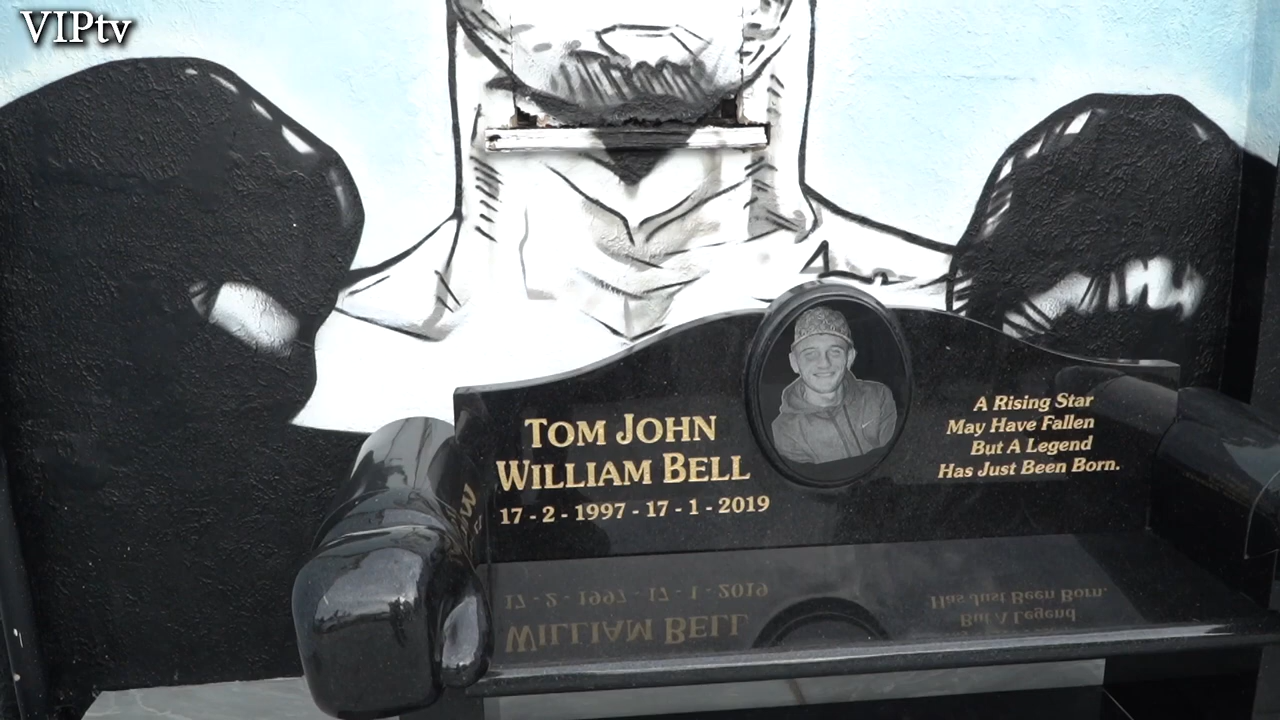 VIPtv
TOM JOHN
WILLIAM BELL
17 - 2 - 1997 - 17 - 1 - 2019
A Rising Star
May Have Fallen
But A Legend
Has Just Been Born.